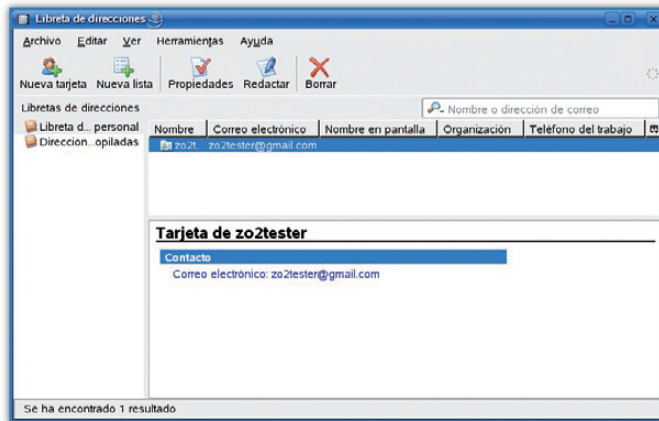 Libreta de direcciones
Archivo Editar Ver Herramientas Ayuda
Nueva tarjeta Nueva lista Propiedades Redactar Borrar
Libretas de direcciones
Nombre o dirección de correo
Libreta d... personal
Direccion...opiladas
Nombre Correo electrónico Nombre en pantalla Organización Teléfono del trabajo
zo2t... zo2tester@gmail.com
Tarjeta de zo2tester
Contacto
Correo electrónico: zo2tester@gmail.com
Se ha encontrado 1 resultado